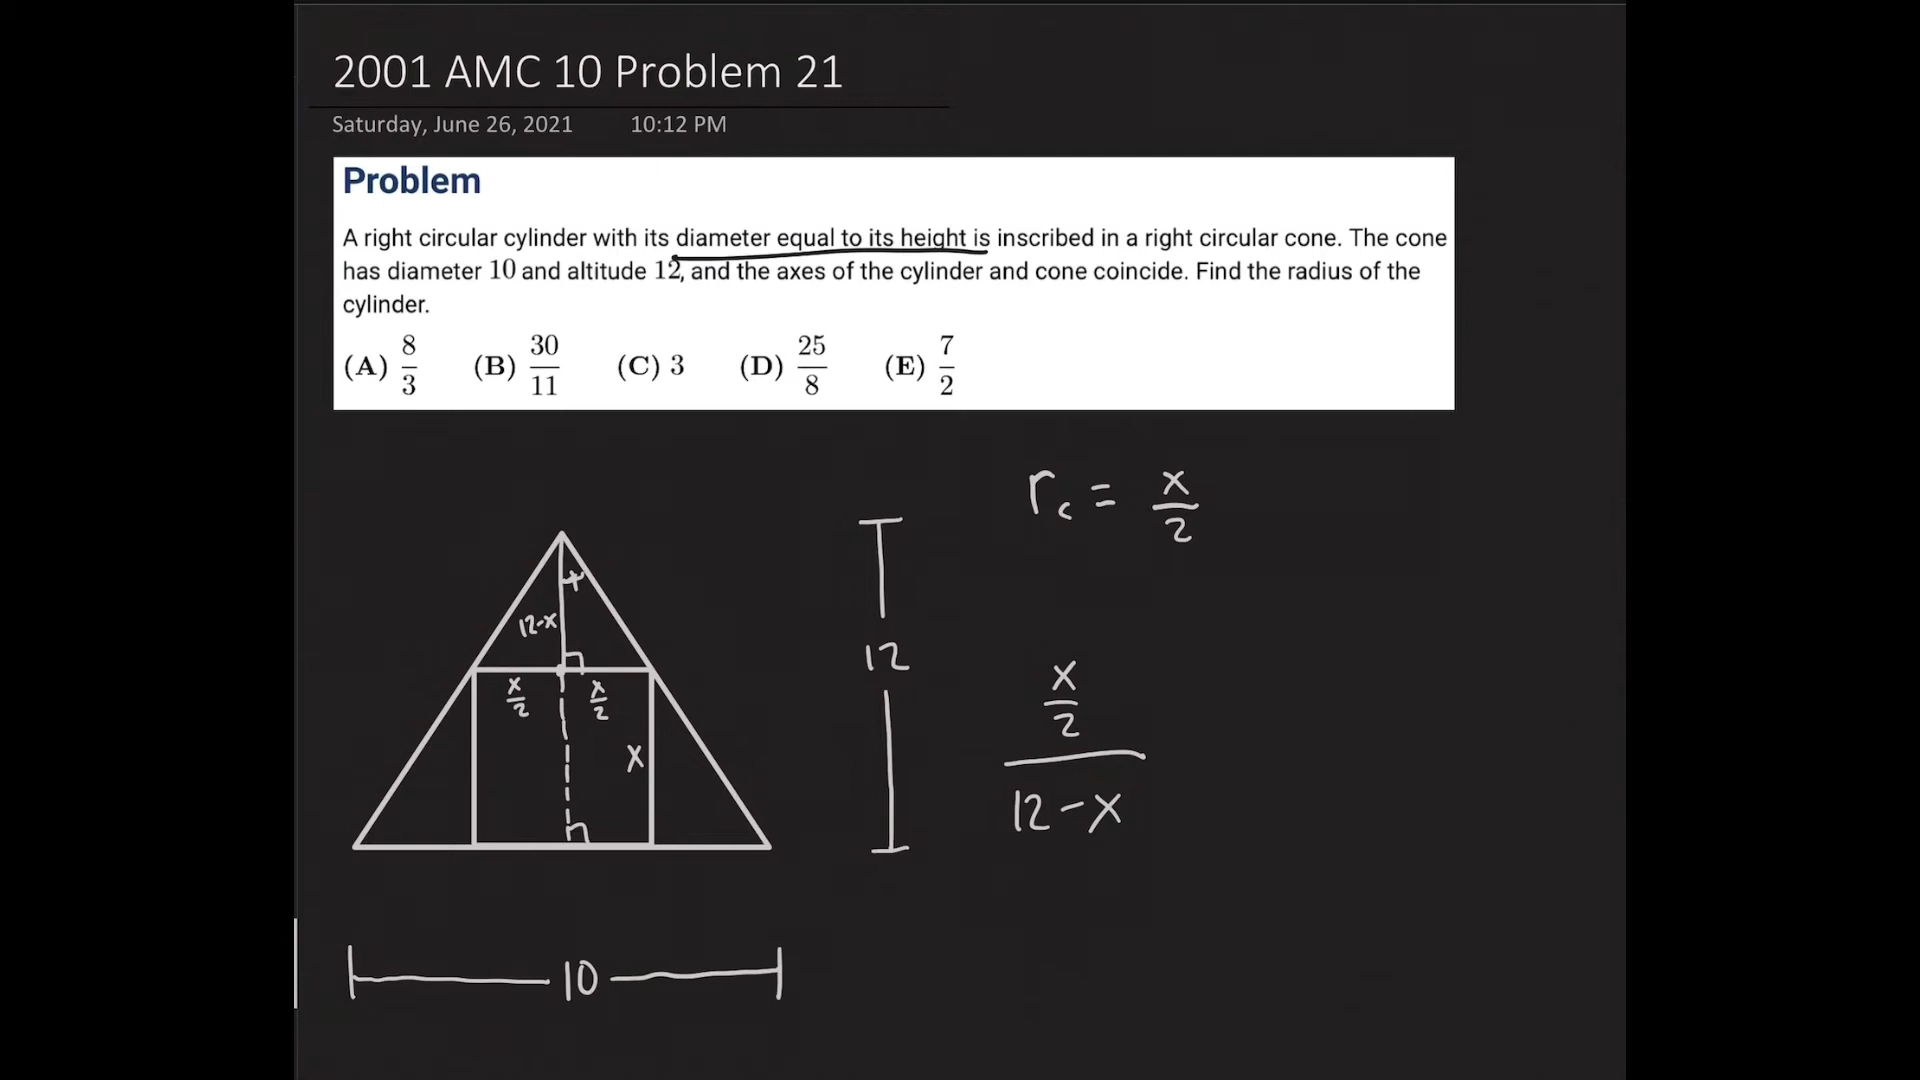 2001 AMC 10 Problem 21
Saturday, June 26, 2021 10:12 PM
Problem
A right circular cylinder with its diameter equal to its height is inscribed in a right circular cone. The cone
has diameter 10 and altitude 12, and the axes of the cylinder and cone coincide. Find the radius of the
cylinder.
(A) 8/3 (B) 30/11 (C) 3 (D) 25/8 (E) 7/2
r_c = x/2
12-x
x/2 x/2
x
12
x/2
12-x
10